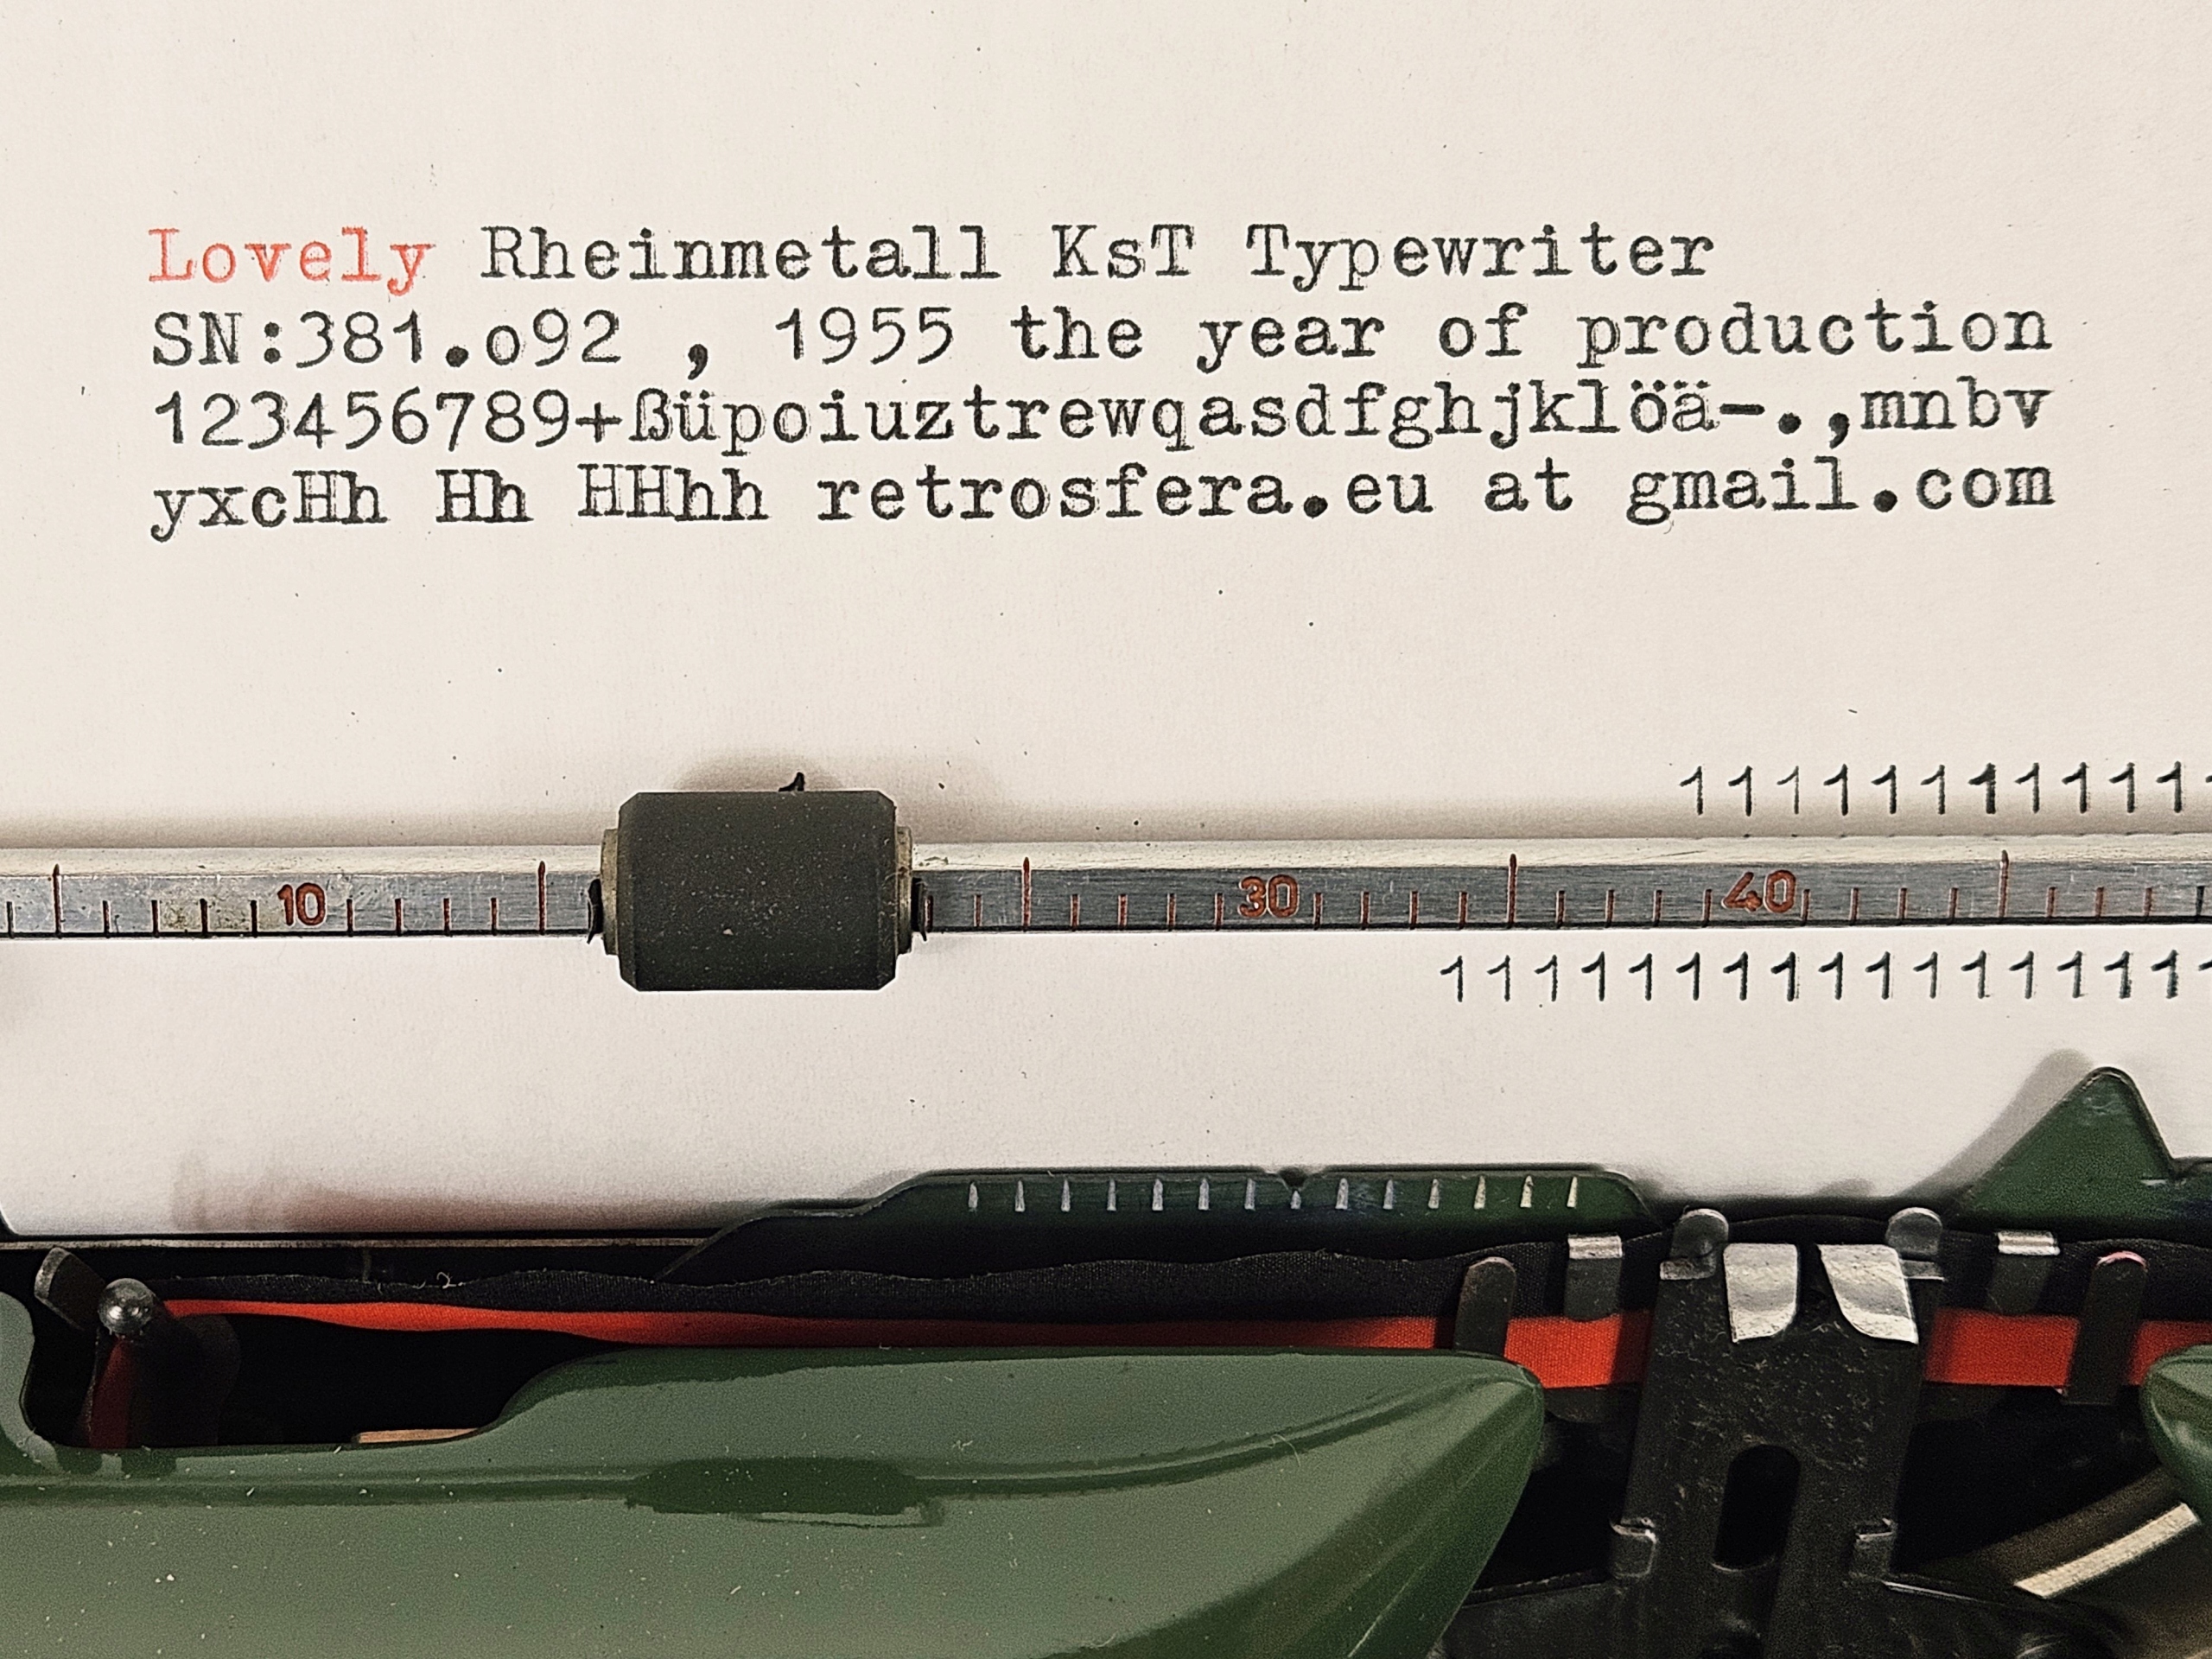 Lovely Rheinmetall KsT Typewriter
SN:381.o92 , 1955 the year of production
123456789+ßüpoiuztrewqasdfghjklöä-.,mnbv
yxcHh Hh HHhh retrosfera.eu at gmail.com
11111111111
10 30 40
1111111111111111